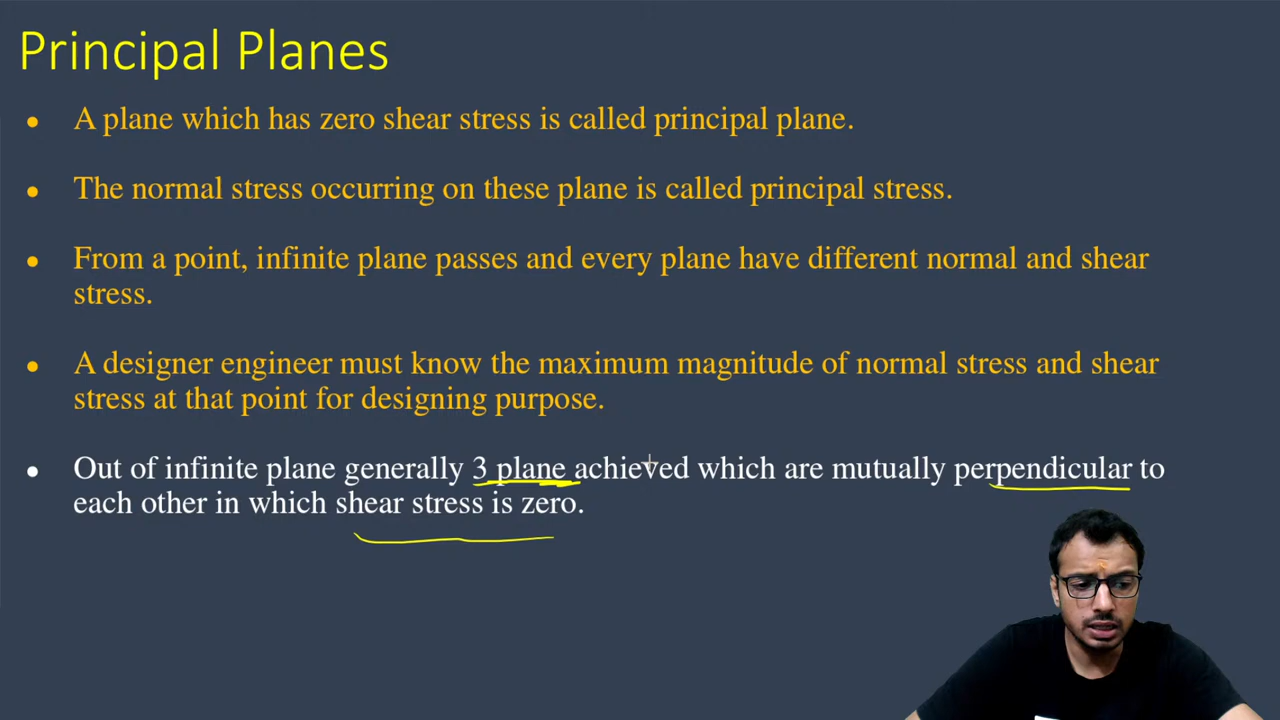 Principal Planes
• A plane which has zero shear stress is called principal plane.
• The normal stress occurring on these plane is called principal stress.
• From a point, infinite plane passes and every plane have different normal and shear
stress.
• A designer engineer must know the maximum magnitude of normal stress and shear
stress at that point for designing purpose.
• Out of infinite plane generally 3 plane achieved which are mutually perpendicular to
each other in which shear stress is zero.